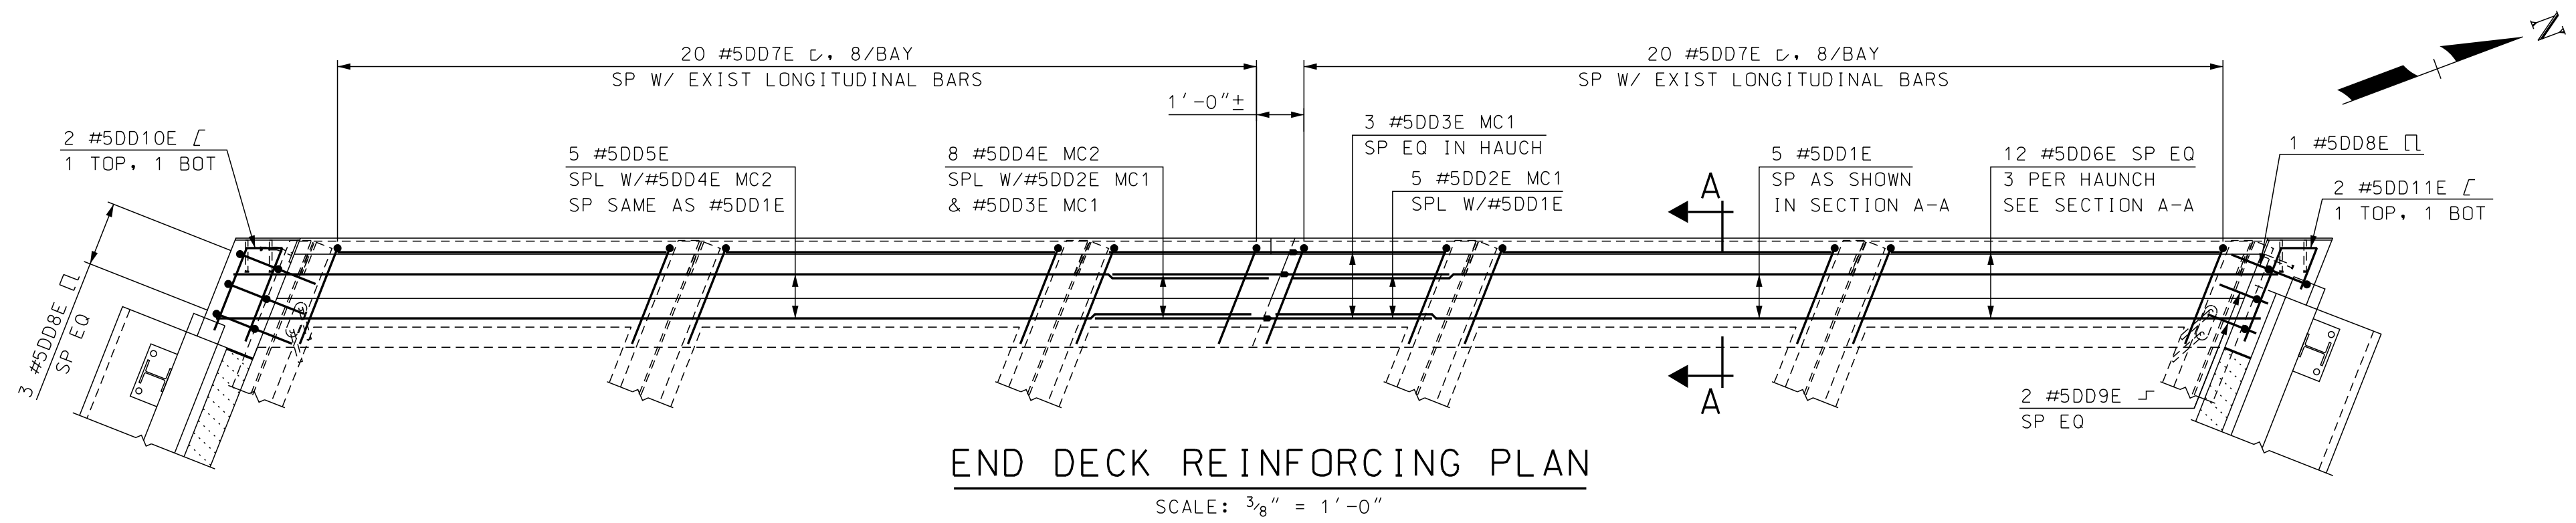 20 #5DD7E, 8/BAY
SP W/ EXIST LONGITUDINAL BARS
20 #5DD7E, 8/BAY
SP W/ EXIST LONGITUDINAL BARS
N
1'-0"±
2 #5DD10E
1 TOP, 1 BOT
5 #5DD5E
SPL W/#5DD4E MC2
SP SAME AS #5DD1E
8 #5DD4E MC2
SPL W/#5DD2E MC1
& #5DD3E MC1
3 #5DD3E MC1
SP EQ IN HAUCH
5 #5DD2E MC1
SPL W/#5DD1E
A
5 #5DD1E
SP AS SHOWN
IN SECTION A-A
12 #5DD6E SP EQ
3 PER HAUNCH
SEE SECTION A-A
1 #5DD8E
2 #5DD11E
1 TOP, 1 BOT
3 #5DD8E
SP EQ
A
2 #5DD9E
SP EQ
END DECK REINFORCING PLAN
SCALE: 3/8" = 1'-0"